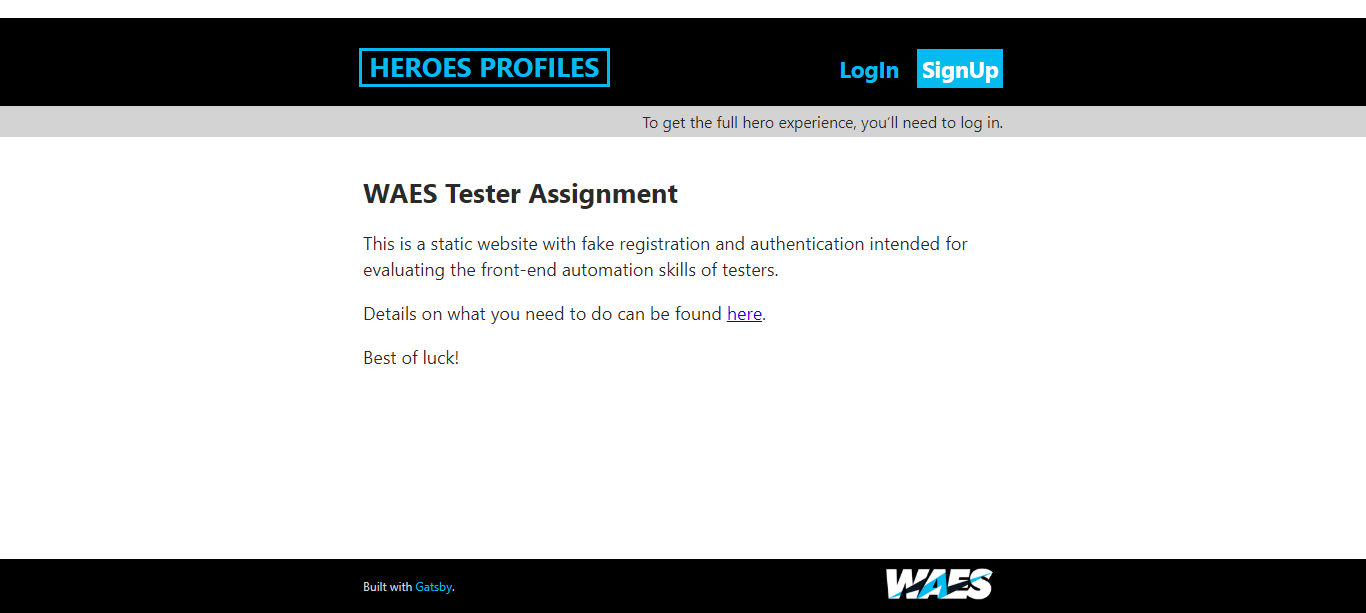 HEROES PROFILES
LogIn
SignUp
To get the full hero experience, you’ll need to log in.
WAES Tester Assignment
This is a static website with fake registration and authentication intended for
evaluating the front-end automation skills of testers.
Details on what you need to do can be found here.
Best of luck!
Built with Gatsby.
WAES